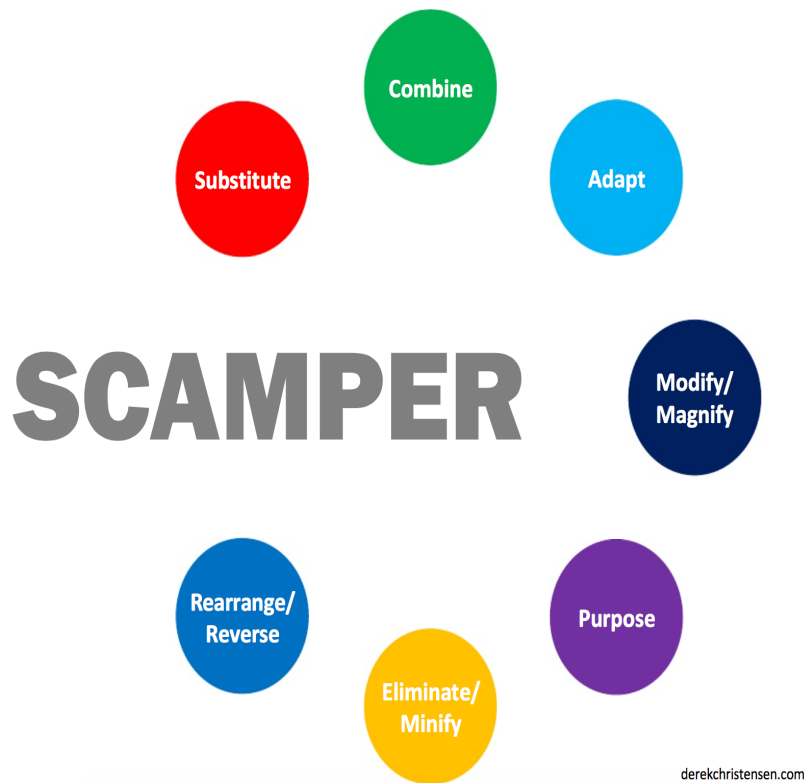 Combine
Substitute
Adapt
SCAMPER
Modify/
Magnify
Rearrange/
Reverse
Purpose
Eliminate/
Minify
derekchristensen.com